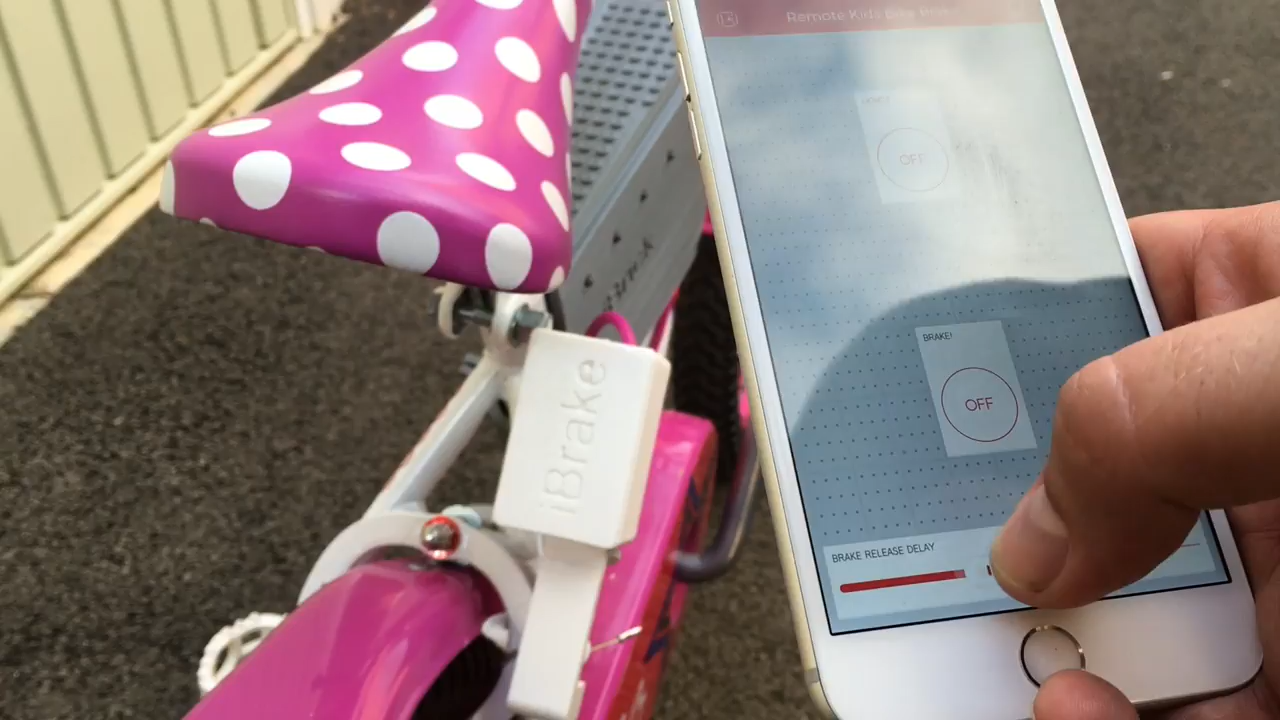 Remote Kids Bike Brake
OFF
BRAKE!
OFF
iBrake
BRAKE RELEASE DELAY